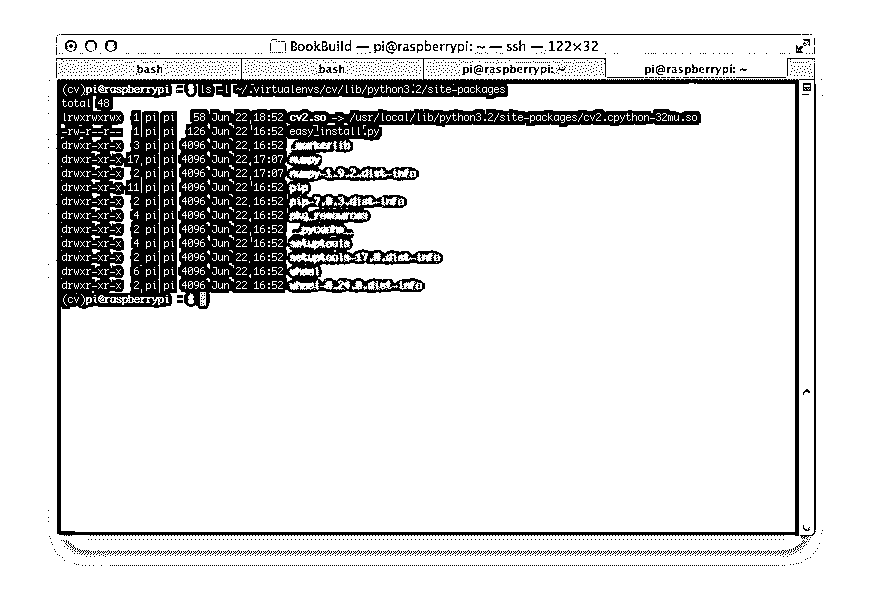 BookBuild — pi@raspberrypi: ~ — ssh — 122×32
bash bash pi@raspberrypi: ~ pi@raspberrypi: ~
(cv)pi@raspberrypi ~ $ ls -l ~/.virtualenvs/cv/lib/python3.2/site-packages
total 48
lrwxrwxrwx 1 pi pi 58 Jun 22 18:52 cv2.so -> /usr/local/lib/python3.2/site-packages/cv2.cpython-32mu.so
-rw-r--r-- 1 pi pi 126 Jun 22 16:52 easy_install.py
drwxr-xr-x 3 pi pi 4096 Jun 22 16:52 _markerlib
drwxr-xr-x 17 pi pi 4096 Jun 22 17:07 numpy
drwxr-xr-x 2 pi pi 4096 Jun 22 17:07 numpy-1.9.2.dist-info
drwxr-xr-x 11 pi pi 4096 Jun 22 16:52 pip
drwxr-xr-x 2 pi pi 4096 Jun 22 16:52 pip-7.0.3.dist-info
drwxr-xr-x 4 pi pi 4096 Jun 22 16:52 pkg_resources
drwxr-xr-x 2 pi pi 4096 Jun 22 16:52 __pycache__
drwxr-xr-x 4 pi pi 4096 Jun 22 16:52 setuptools
drwxr-xr-x 2 pi pi 4096 Jun 22 16:52 setuptools-17.0.dist-info
drwxr-xr-x 6 pi pi 4096 Jun 22 16:52 wheel
drwxr-xr-x 2 pi pi 4096 Jun 22 16:52 wheel-0.24.0.dist-info
(cv)pi@raspberrypi ~ $